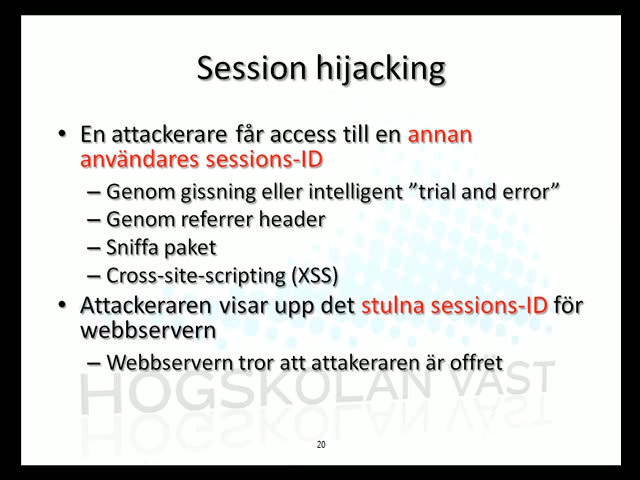 Session hijacking
• En attackerare får access till en annan
användares sessions-ID
– Genom gissning eller intelligent ”trial and error”
– Genom referrer header
– Sniffa paket
– Cross-site-scripting (XSS)
• Attackeraren visar upp det stulna sessions-ID för
webbservern
– Webbservern tror att attakeraren är offret
HÖGSKOLAN VÄST
20